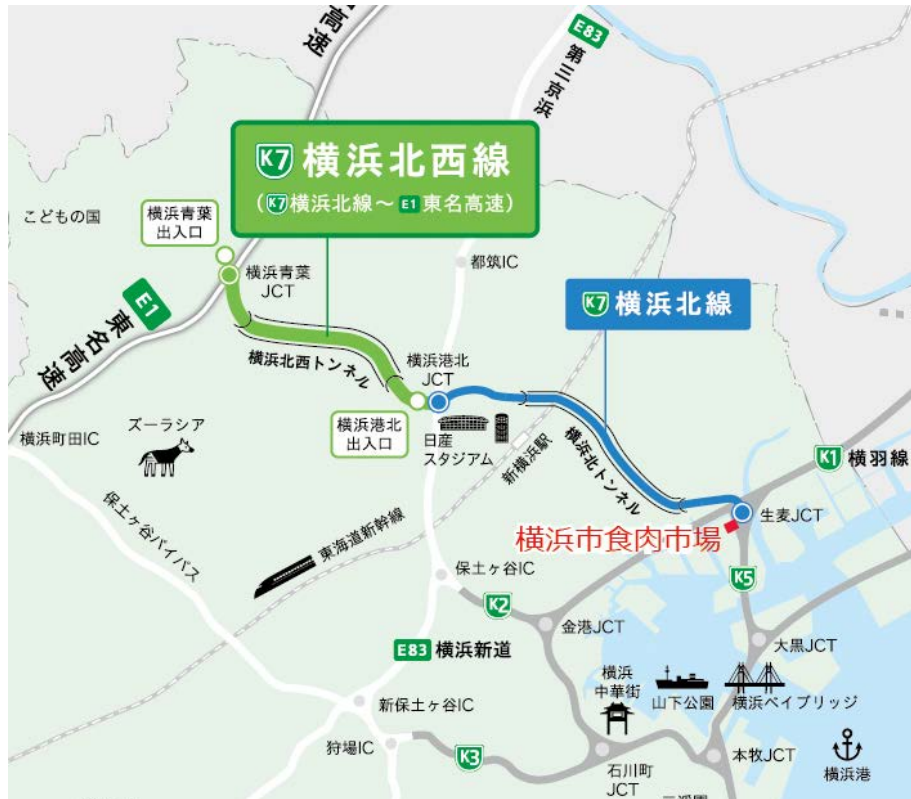 高速
E83
第三京浜
K7 横浜北西線
(K7横浜北線～E1東名高速)
こどもの国
横浜青葉
出入口
横浜青葉
JCT
都筑IC
K7 横浜北線
E1
東名高速
横浜北西トンネル
横浜港北
JCT
横浜町田IC
ズーラシア
横浜港北
出入口
日産
スタジアム
新横浜駅
横浜北トンネル
K1 横羽線
生麦JCT
横浜市食肉市場
保土ヶ谷バイパス
東海道新幹線
保土ヶ谷IC
K2
K5
金港JCT
大黒JCT
E83 横浜新道
横浜
中華街
山下公園
横浜ベイブリッジ
新保土ヶ谷IC
狩場IC
K3
石川町
JCT
本牧JCT
横浜港